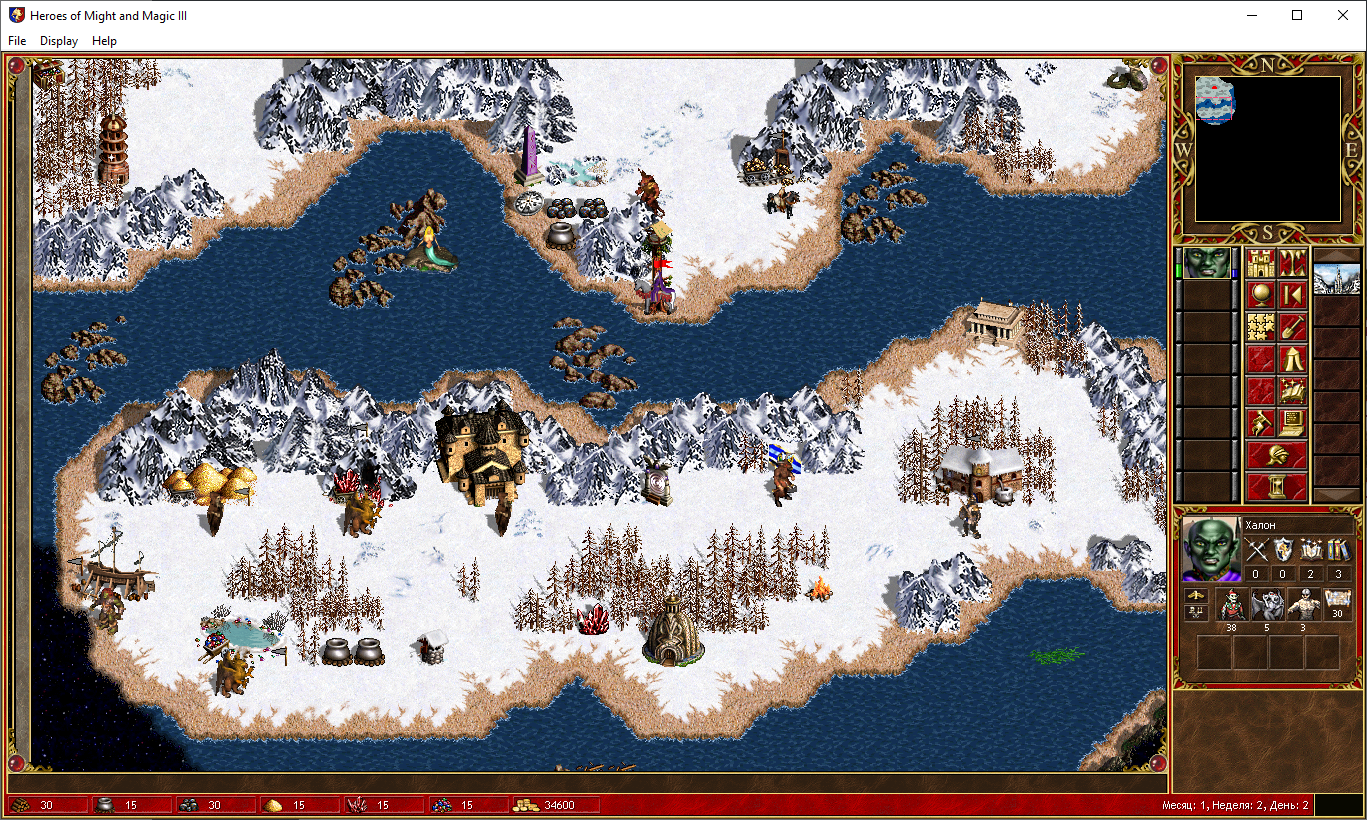 Heroes of Might and Magic III
File Display Help
N
W E
S
Халон
0 0 2 3
30
38 5 3
30 15 30 15 15 15 34600
Месяц: 1, Неделя: 2, День: 2